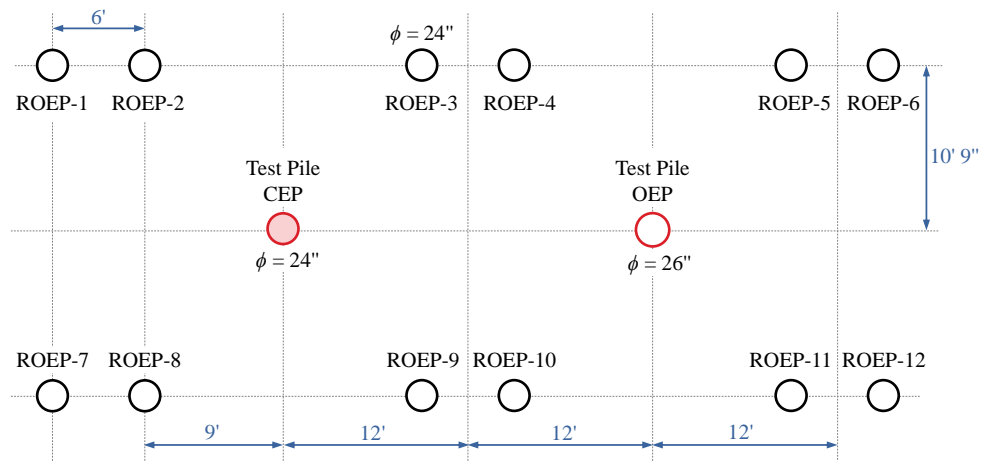 6'
ϕ = 24"
ROEP-1 ROEP-2 ROEP-3 ROEP-4 ROEP-5 ROEP-6
10' 9"
Test Pile
CEP
Test Pile
OEP
ϕ = 24"
ϕ = 26"
ROEP-7 ROEP-8 ROEP-9 ROEP-10 ROEP-11 ROEP-12
9' 12' 12' 12'